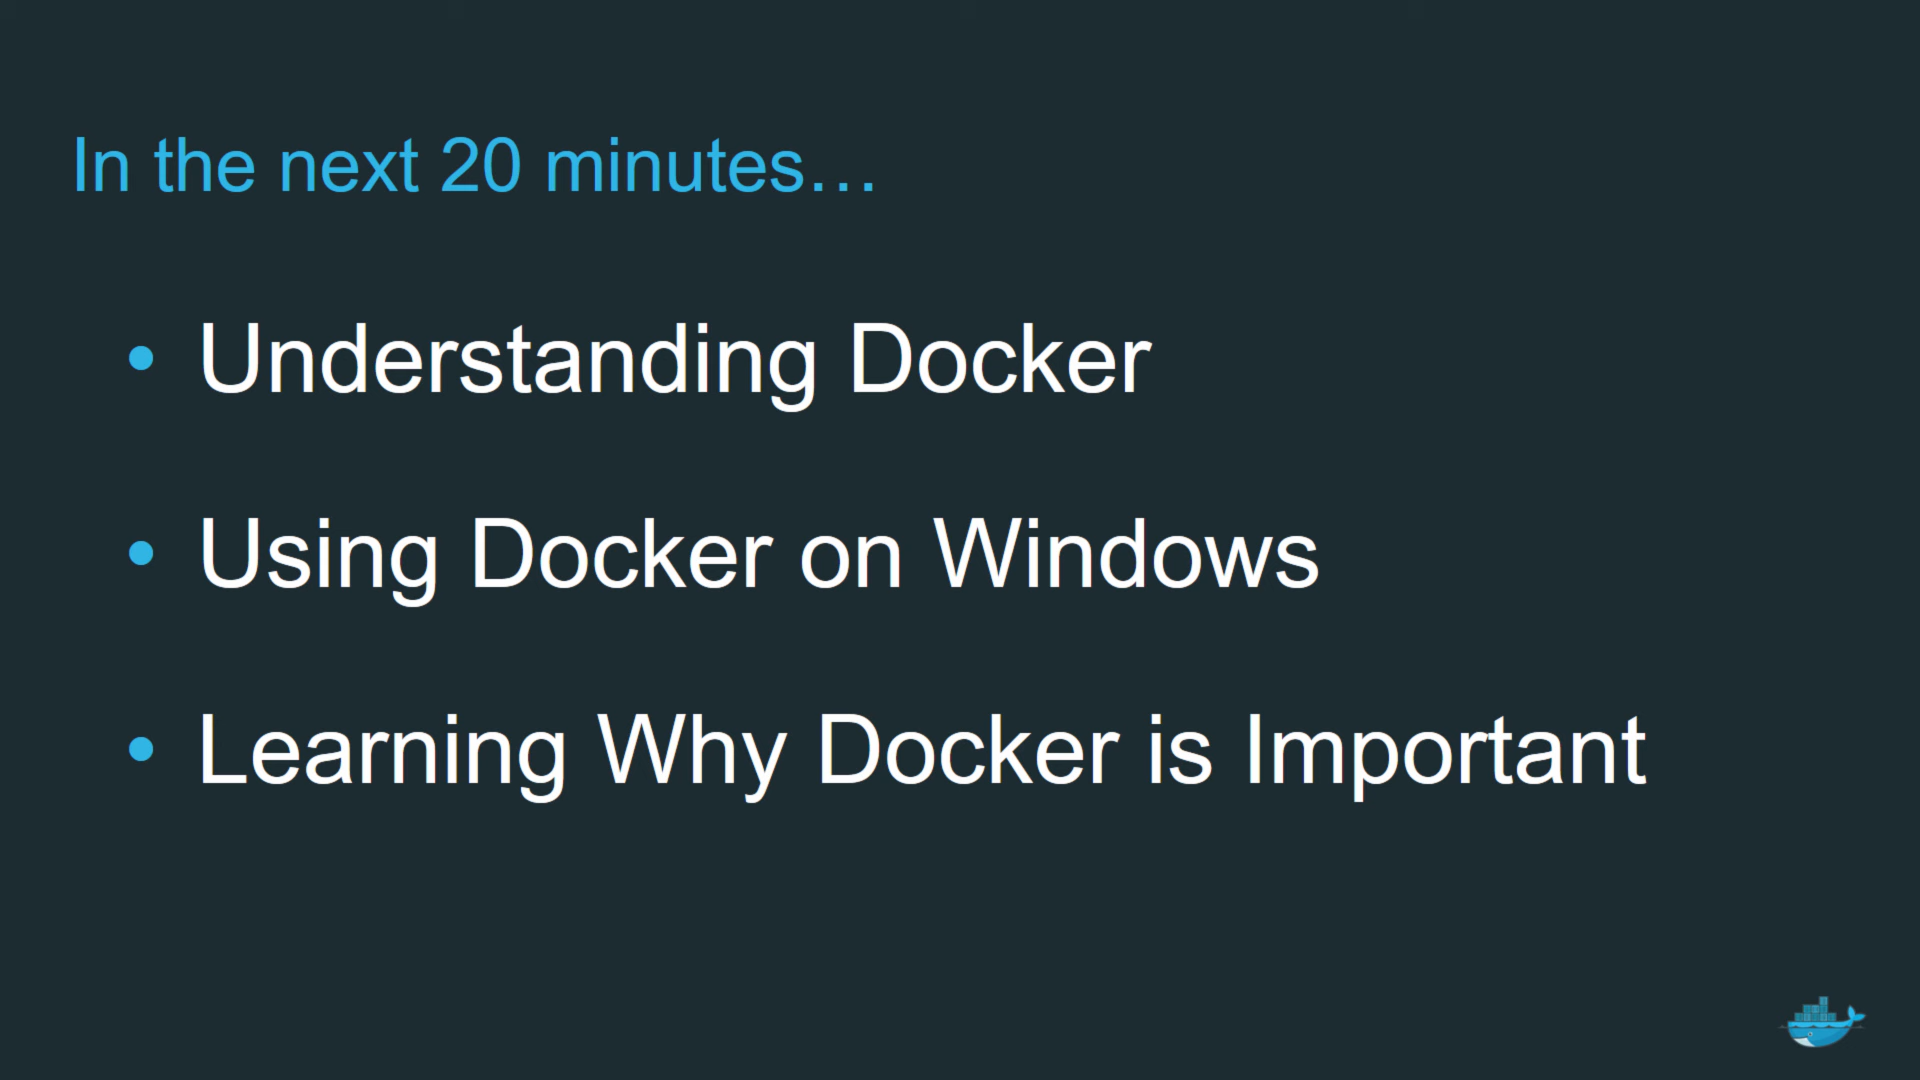 In the next 20 minutes…
• Understanding Docker
• Using Docker on Windows
• Learning Why Docker is Important